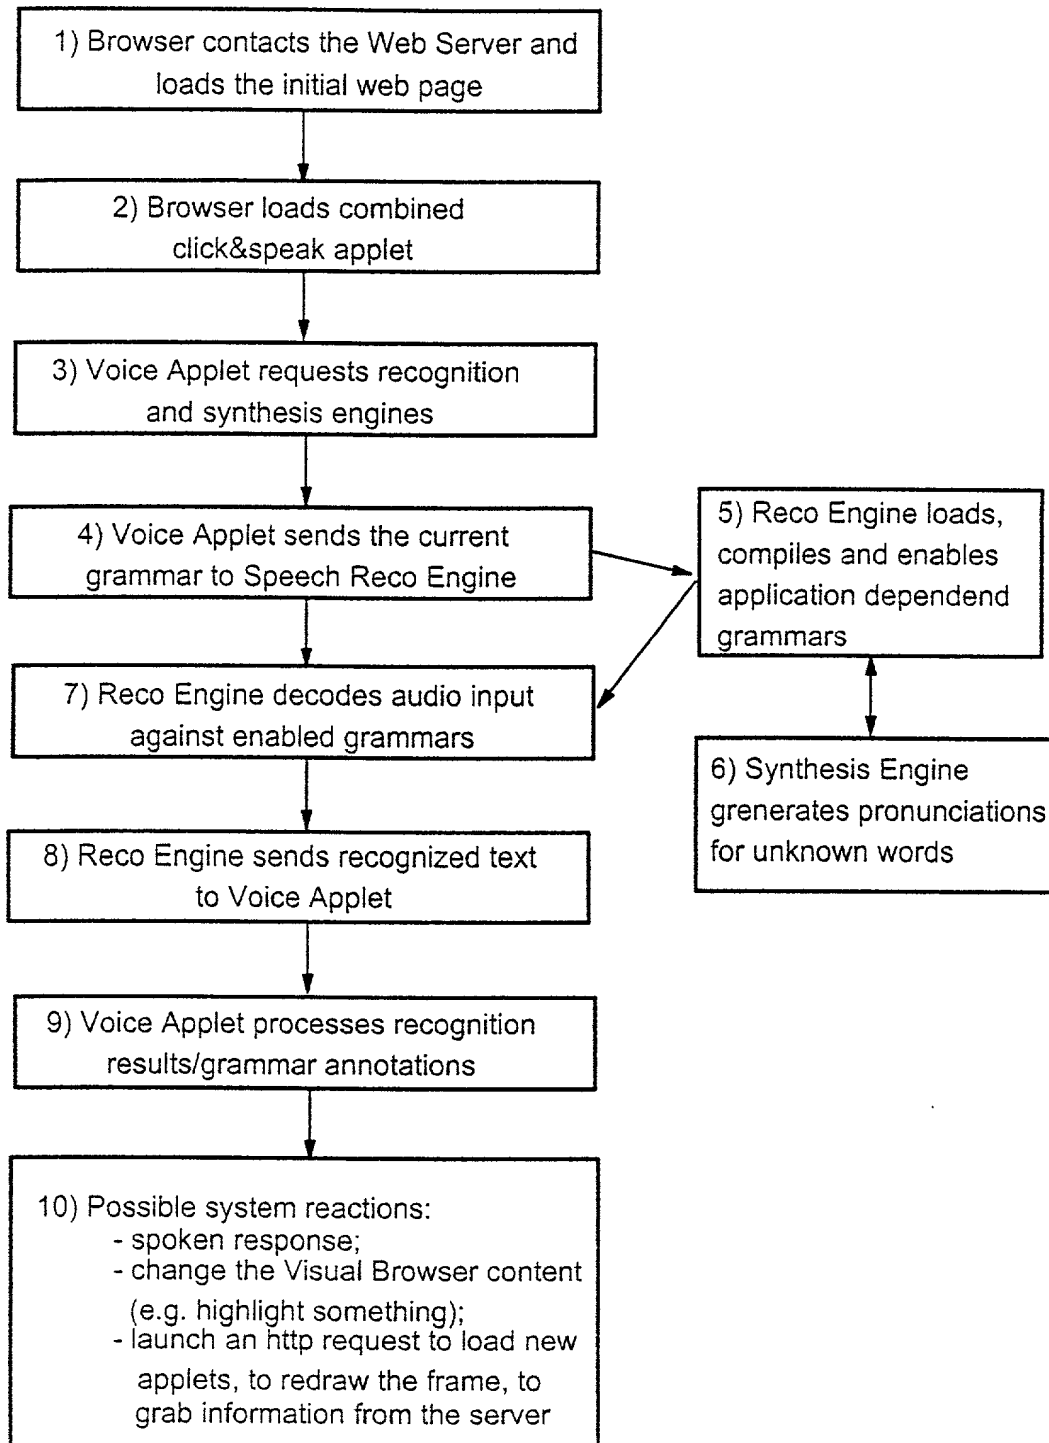 1) Browser contacts the Web Server and
loads the initial web page
2) Browser loads combined
click&speak applet
3) Voice Applet requests recognition
and synthesis engines
4) Voice Applet sends the current
grammar to Speech Reco Engine
5) Reco Engine loads,
compiles and enables
application dependend
grammars
6) Synthesis Engine
grenerates pronunciations
for unknown words
7) Reco Engine decodes audio input
against enabled grammars
8) Reco Engine sends recognized text
to Voice Applet
9) Voice Applet processes recognition
results/grammar annotations
10) Possible system reactions:
- spoken response;
- change the Visual Browser content
(e.g. highlight something);
- launch an http request to load new
applets, to redraw the frame, to
grab information from the server